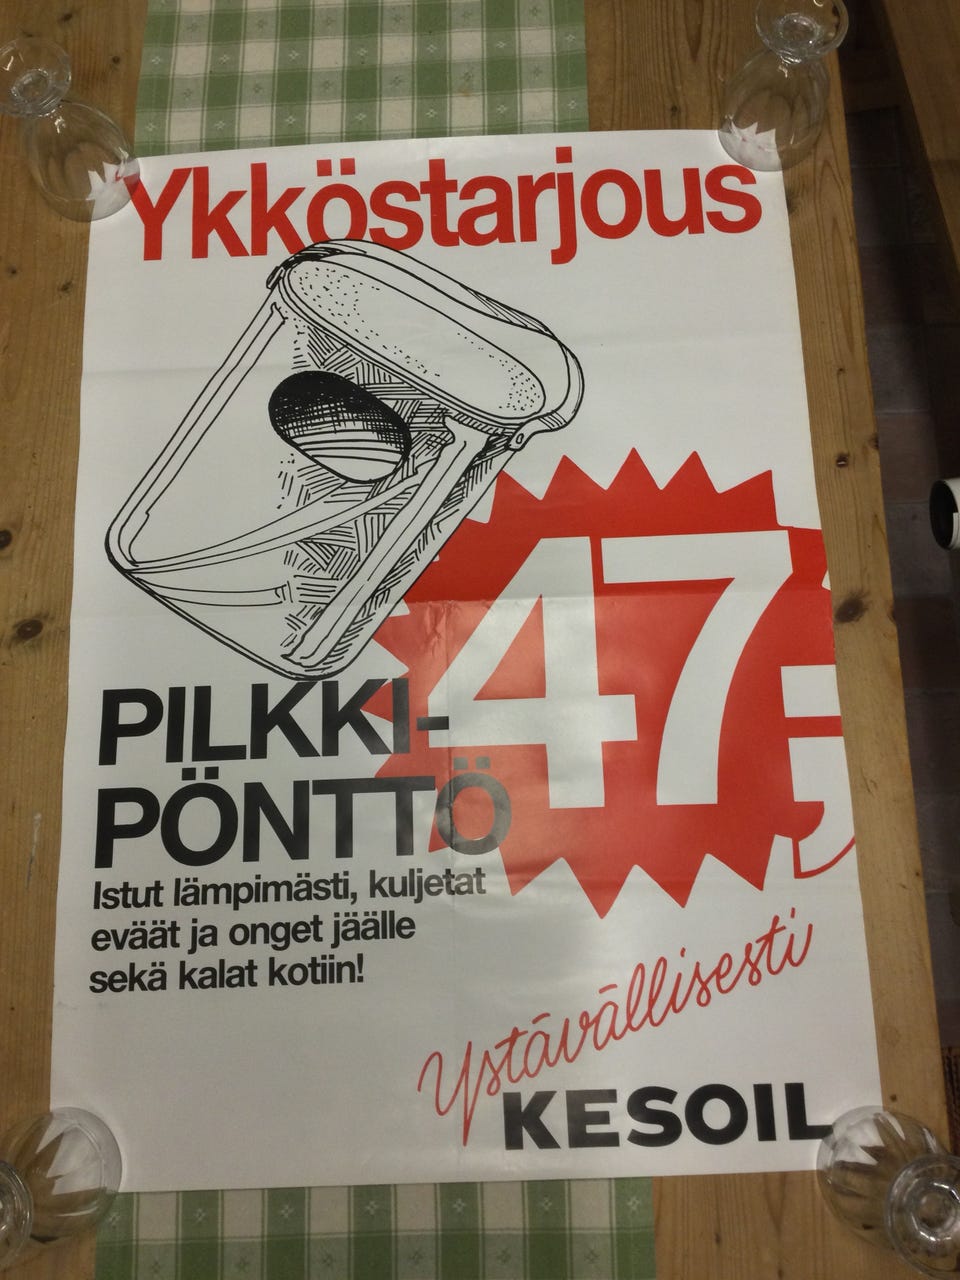 Ykköstarjous
47,-
PILKKI-
PÖNTTÖ
Istut lämpimästi, kuljetat
eväät ja onget jäälle
sekä kalat kotiin!
Ystävällisesti
KESOIL